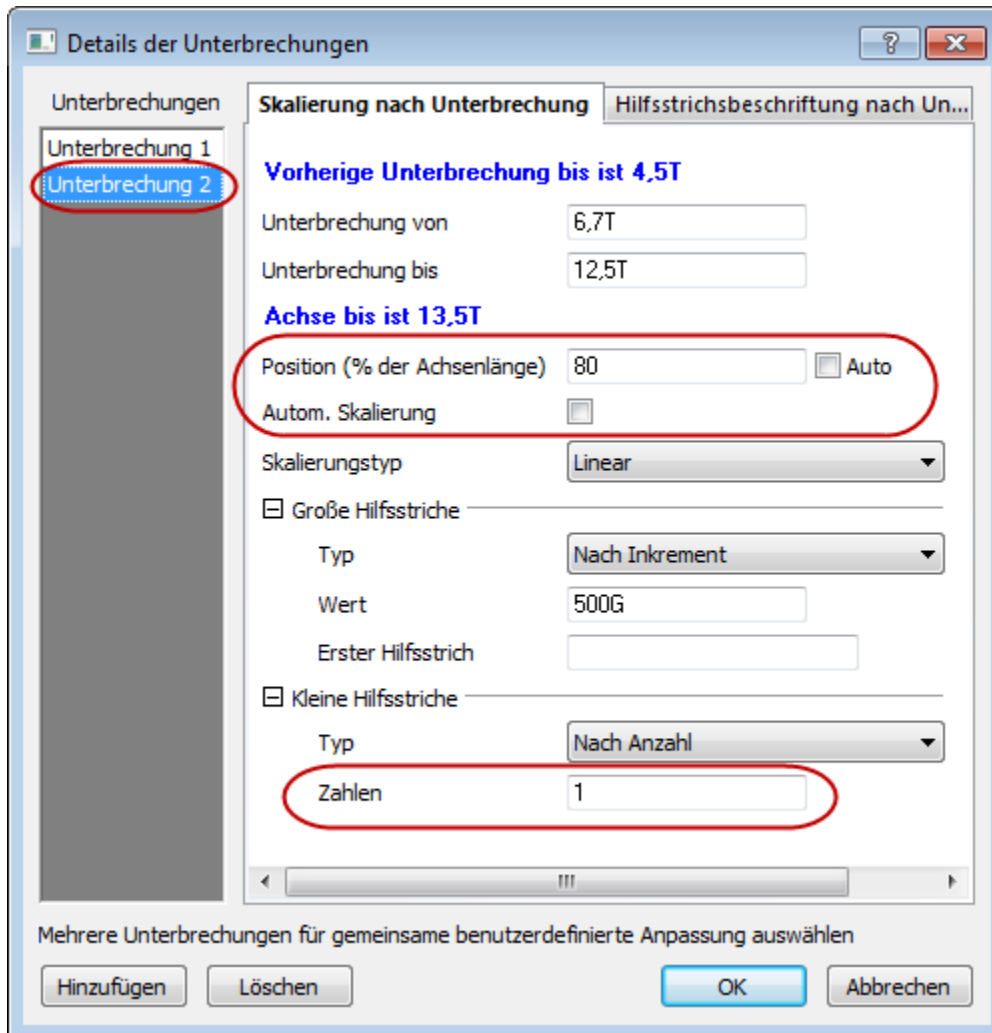 Details der Unterbrechungen
Unterbrechungen
Unterbrechung 1
Unterbrechung 2
Skalierung nach Unterbrechung
Hilfsstrichsbeschriftung nach Un...
Vorherige Unterbrechung bis ist 4,5T
Unterbrechung von 6,7T
Unterbrechung bis 12,5T
Achse bis ist 13,5T
Position (% der Achsenlänge) 80 Auto
Autom. Skalierung
Skalierungstyp Linear
Große Hilfsstriche
Typ Nach Inkrement
Wert 500G
Erster Hilfsstrich
Kleine Hilfsstriche
Typ Nach Anzahl
Zahlen 1
Mehrere Unterbrechungen für gemeinsame benutzerdefinierte Anpassung auswählen
Hinzufügen Löschen OK Abbrechen